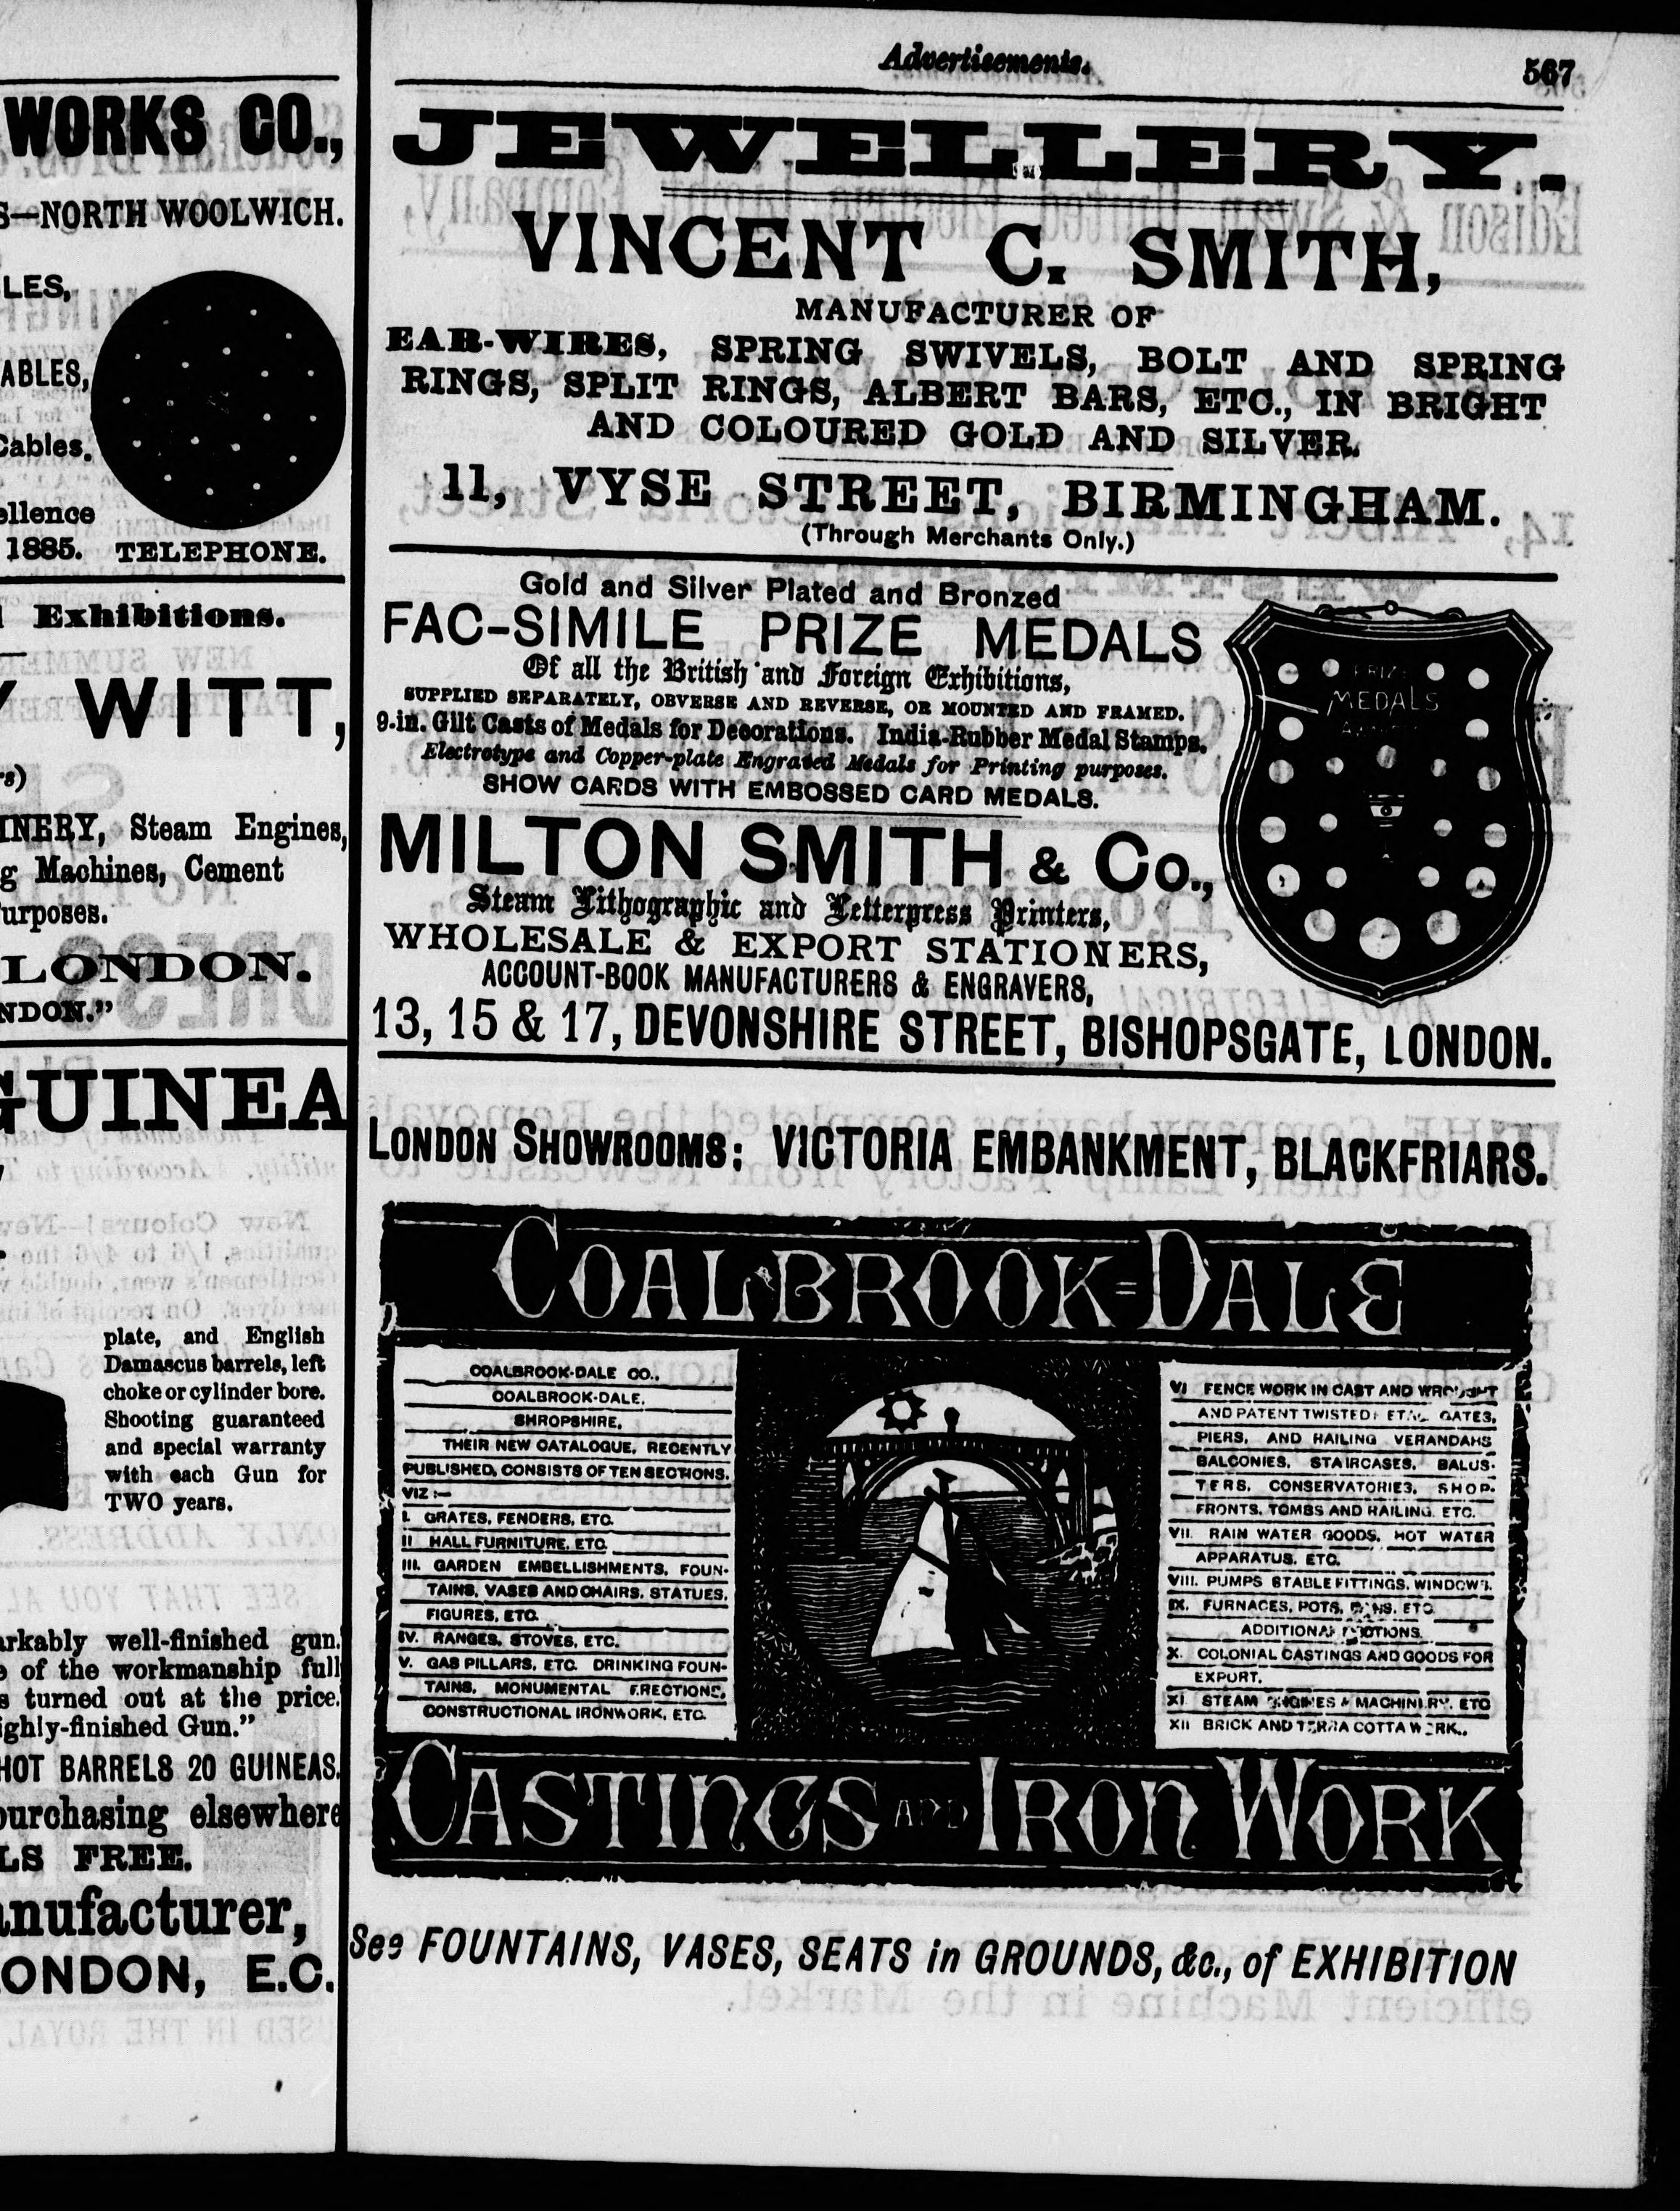 WORKS CO.,
—NORTH WOOLWICH.
LES,
ABLES,
Cables.
ellence
1885. TELEPHONE.
Exhibitions.
WITT,
INERY, Steam Engines,
g Machines, Cement
urposes.
LONDON.
NDON."
GUINEA
plate, and English
Damascus barrels, left
choke or cylinder bore.
Shooting guaranteed
and special warranty
with each Gun for
TWO years.
arkably well-finished gun.
of the workmanship full
s turned out at the price.
ighly-finished Gun."
HOT BARRELS 20 GUINEAS.
purchasing elsewhere
LS FREE.
anufacturer,
ONDON, E.C.
Advertisements. 567
JEWELLERY.
VINCENT C. SMITH,
MANUFACTURER OF
EAR-WIRES, SPRING SWIVELS, BOLT AND SPRING
RINGS, SPLIT RINGS, ALBERT BARS, ETC., IN BRIGHT
AND COLOURED GOLD AND SILVER.
11, VYSE STREET, BIRMINGHAM.
(Through Merchants Only.)
Gold and Silver Plated and Bronzed
FAC-SIMILE PRIZE MEDALS
Of all the British and Foreign Exhibitions,
SUPPLIED SEPARATELY, OBVERSE AND REVERSE, OR MOUNTED AND FRAMED.
9-in. Gilt Casts of Medals for Decorations. India-Rubber Medal Stamps.
Electrotype and Copper-plate Engraved Medals for Printing purposes.
SHOW CARDS WITH EMBOSSED CARD MEDALS.
PRIZE
MEDALS
MILTON SMITH & Co.,
Steam Lithographic and Letterpress Printers,
WHOLESALE & EXPORT STATIONERS,
ACCOUNT-BOOK MANUFACTURERS & ENGRAVERS,
13, 15 & 17, DEVONSHIRE STREET, BISHOPSGATE, LONDON.
LONDON SHOWROOMS: VICTORIA EMBANKMENT, BLACKFRIARS.
COALBROOK=DALE
COALBROOK-DALE CO.,
COALBROOK-DALE,
SHROPSHIRE,
THEIR NEW CATALOGUE, RECENTLY
PUBLISHED, CONSISTS OF TEN SECTIONS.
VIZ :—
I. GRATES, FENDERS, ETC.
II HALL FURNITURE, ETC
III. GARDEN EMBELLISHMENTS, FOUN-
TAINS, VASES AND CHAIRS, STATUES,
FIGURES, ETC.
IV. RANGES, STOVES, ETC.
V. GAS PILLARS, ETC. DRINKING FOUN-
TAINS, MONUMENTAL ERECTIONS,
CONSTRUCTIONAL IRONWORK, ETC.
VI FENCE WORK IN CAST AND WROUGHT
AND PATENT TWISTED ETC. GATES,
PIERS, AND RAILING VERANDAHS
BALCONIES, STAIRCASES, BALUS-
TERS, CONSERVATORIES, SHOP-
FRONTS, TOMBS AND RAILING, ETC.
VII. RAIN WATER GOODS, HOT WATER
APPARATUS, ETC.
VIII. PUMPS STABLE FITTINGS, WINDOWS.
IX. FURNACES, POTS, PANS, ETC
ADDITIONAL SECTIONS.
X. COLONIAL CASTINGS AND GOODS FOR
EXPORT.
XI STEAM ENGINES & MACHINERY, ETC
XII BRICK AND TERRA COTTA WORK.
CASTINGS AND IRON WORK
See FOUNTAINS, VASES, SEATS in GROUNDS, &c., of EXHIBITION